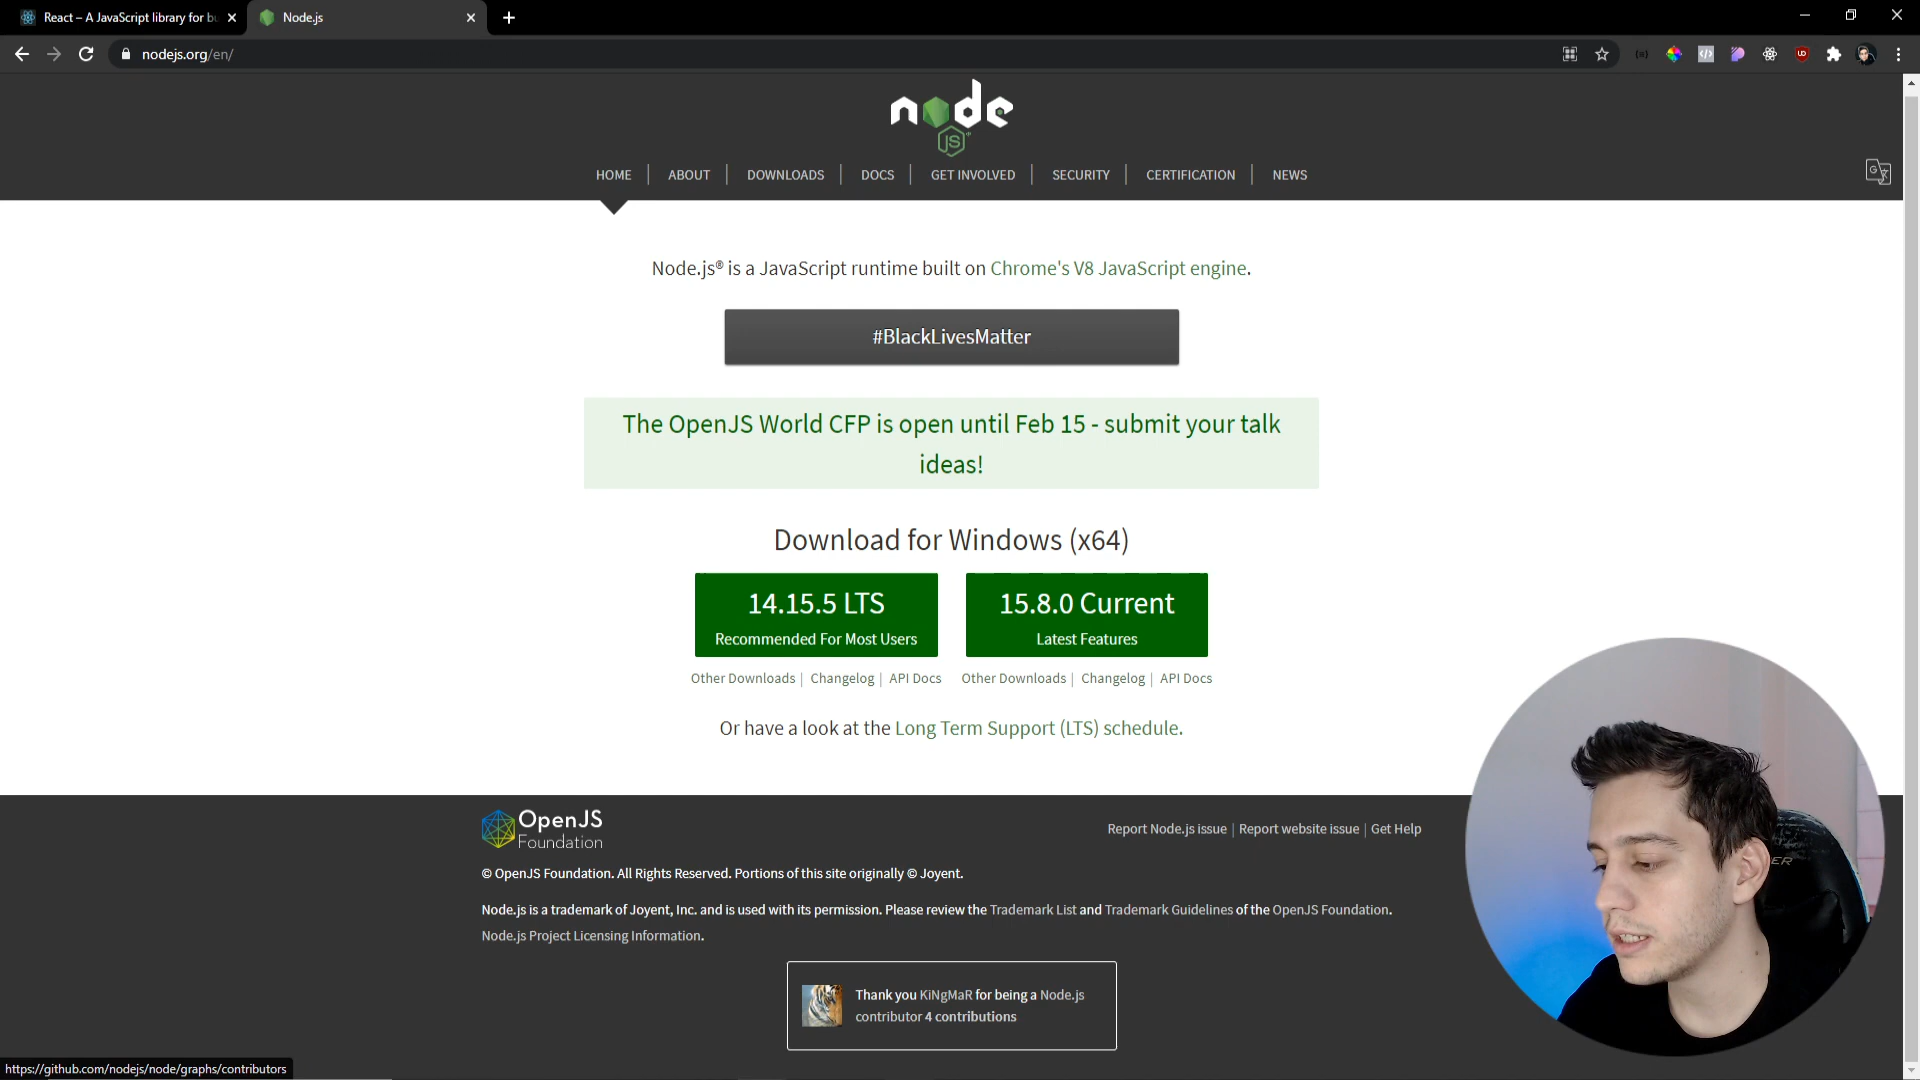 React – A JavaScript library for bu
Node.js
nodejs.org/en/
node
JS
HOME
ABOUT
DOWNLOADS
DOCS
GET INVOLVED
SECURITY
CERTIFICATION
NEWS
Node.js® is a JavaScript runtime built on Chrome's V8 JavaScript engine.
#BlackLivesMatter
The OpenJS World CFP is open until Feb 15 - submit your talk
ideas!
Download for Windows (x64)
14.15.5 LTS
Recommended For Most Users
15.8.0 Current
Latest Features
Other Downloads | Changelog | API Docs
Other Downloads | Changelog | API Docs
Or have a look at the Long Term Support (LTS) schedule.
OpenJS
Foundation
Report Node.js issue | Report website issue | Get Help
© OpenJS Foundation. All Rights Reserved. Portions of this site originally © Joyent.
Node.js is a trademark of Joyent, Inc. and is used with its permission. Please review the Trademark List and Trademark Guidelines of the OpenJS Foundation.
Node.js Project Licensing Information.
Thank you KiNgMaR for being a Node.js
contributor 4 contributions
https://github.com/nodejs/node/graphs/contributors